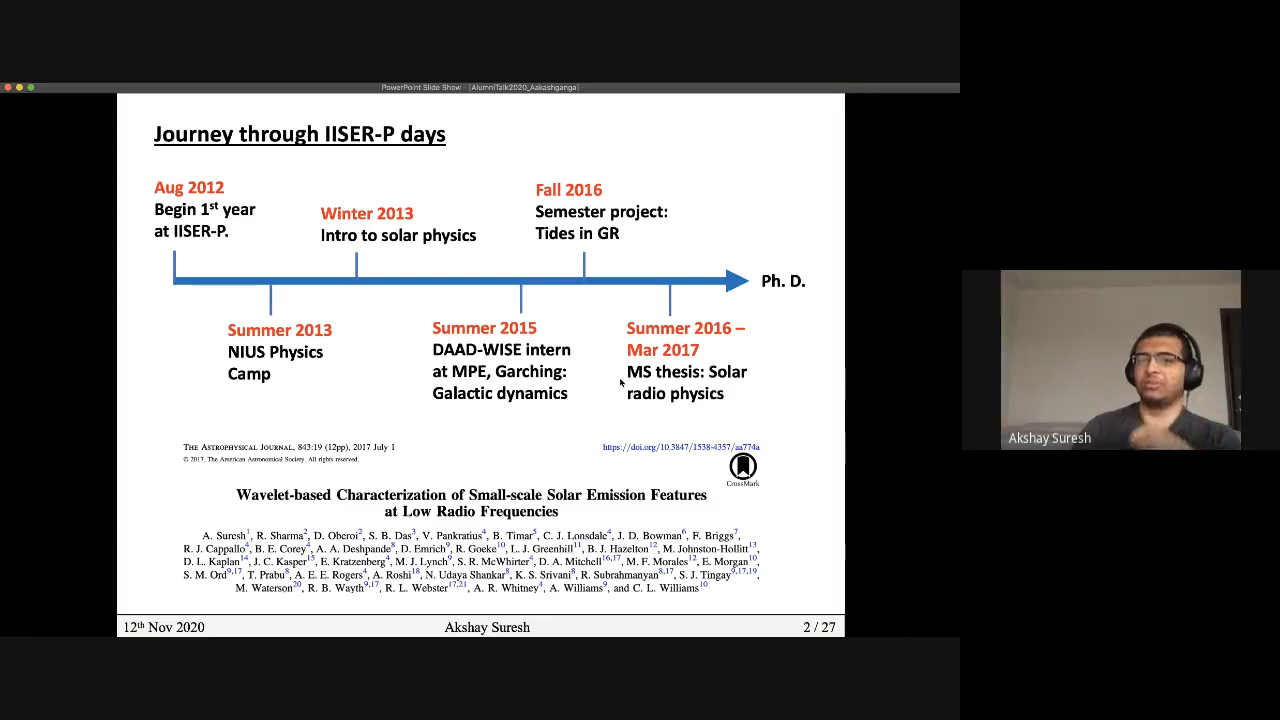 PowerPoint Slide Show - [AlumniTalk2020_Aakashganga]
Journey through IISER-P days
Aug 2012
Begin 1st year
at IISER-P.
Winter 2013
Intro to solar physics
Fall 2016
Semester project:
Tides in GR
Ph. D.
Summer 2013
NIUS Physics
Camp
Summer 2015
DAAD-WISE intern
at MPE, Garching:
Galactic dynamics
Summer 2016 –
Mar 2017
MS thesis: Solar
radio physics
The Astrophysical Journal, 843:19 (12pp), 2017 July 1
https://doi.org/10.3847/1538-4357/aa774a
© 2017. The American Astronomical Society. All rights reserved.
CrossMark
Wavelet-based Characterization of Small-scale Solar Emission Features
at Low Radio Frequencies
A. Suresh1, R. Sharma2, D. Oberoi2, S. B. Das3, V. Pankratius4, B. Timar5, C. J. Lonsdale4, J. D. Bowman6, F. Briggs7,
R. J. Cappallo4, B. E. Corey4, A. A. Deshpande8, D. Emrich9, R. Goeke10, L. J. Greenhill11, B. J. Hazelton12, M. Johnston-Hollitt13,
D. L. Kaplan14, J. C. Kasper15, E. Kratzenberg4, M. J. Lynch9, S. R. McWhirter4, D. A. Mitchell16,17, M. F. Morales12, E. Morgan10,
S. M. Ord9,17, T. Prabu8, A. E. E. Rogers4, A. Roshi18, N. Udaya Shankar8, K. S. Srivani8, R. Subrahmanyan8,17, S. J. Tingay9,17,19,
M. Waterson20, R. B. Wayth9,17, R. L. Webster17,21, A. R. Whitney4, A. Williams9, and C. L. Williams10
12th Nov 2020
Akshay Suresh
2 / 27
Akshay Suresh